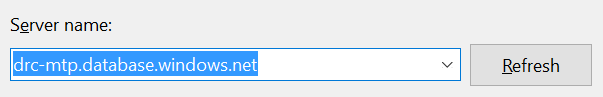 Server name:
drc-mtp.database.windows.net
Refresh